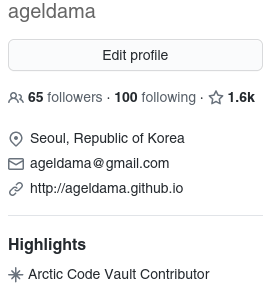 ageldama
Edit profile
65 followers · 100 following · 1.6k
Seoul, Republic of Korea
ageldama@gmail.com
http://ageldama.github.io
Highlights
Arctic Code Vault Contributor